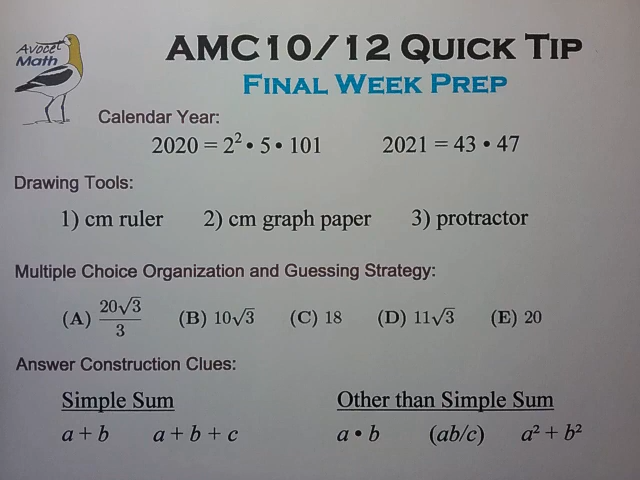 Avocet
Math
AMC10/12 QUICK TIP
FINAL WEEK PREP
Calendar Year:
2020 = 2² • 5 • 101 2021 = 43 • 47
Drawing Tools:
1) cm ruler 2) cm graph paper 3) protractor
Multiple Choice Organization and Guessing Strategy:
(A) 20√3/3 (B) 10√3 (C) 18 (D) 11√3 (E) 20
Answer Construction Clues:
Simple Sum Other than Simple Sum
a + b a + b + c a • b (ab/c) a² + b²